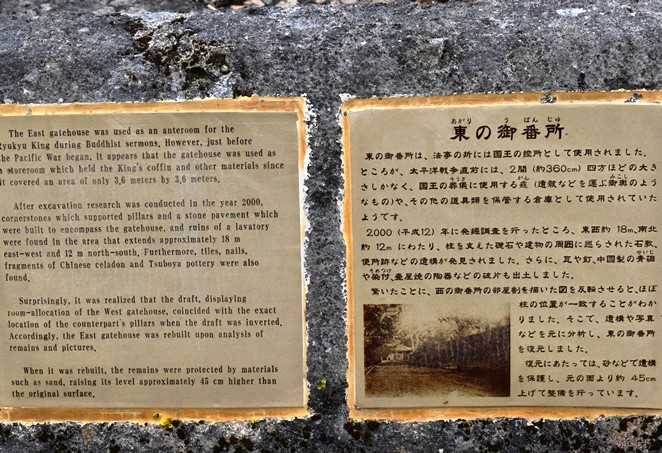 The East gatehouse was used as an anteroom for the
Ryukyu King during Buddhist sermons. However, just before
the Pacific War began, it appears that the gatehouse was used as
a storeroom which held the King's coffin and other materials since
it covered an area of only 3.6 meters by 3.6 meters.
After excavation research was conducted in the year 2000,
cornerstones which supported pillars and a stone pavement which
were built to encompass the gatehouse, and ruins of a lavatory
were found in the area that extends approximately 18 m
east-west and 12 m north-south. Furthermore, tiles, nails,
fragments of Chinese celadon and Tsuboya pottery were also
found.
Surprisingly, it was realized that the draft, displaying
room-allocation of the West gatehouse, coincided with the exact
location of the counterpart's pillars when the draft was inverted.
Accordingly, the East gatehouse was rebuilt upon analysis of
remains and pictures.
When it was rebuilt, the remains were protected by materials
such as sand, raising its level approximately 45 cm higher than
the original surface.
あがり う ばん じゅ
東の御番所
東の御番所は、法事の折には国王の控所として使用されました。
ところが、太平洋戦争直前には、2間(約360cm)四方ほどの大き
さしかなく、国王の葬儀に使用する龕(遺骸などを運ぶ御輿のよう
なもの)や、その他の道具類を保管する倉庫として使用されていた
ようです。
2000(平成12)年に発掘調査を行ったところ、東西約18m、南北
約12mにわたり、柱を支えた礎石や建物の周囲に巡らされた石敷、
便所跡などの遺構が発見されました。さらに、瓦や釘、中国製の青磁
や染付、壷屋焼の陶器などの破片も出土しました。
驚いたことに、西の御番所の部屋割を描いた図を反転させると、ほぼ
柱の位置が一致することがわか
りました。そこで、遺構や写真
などを元に分析し、東の御番所
を復元しました。
復元にあたっては、砂などで遺構
を保護し、元の面より約45cm
上げて整備を行っています。